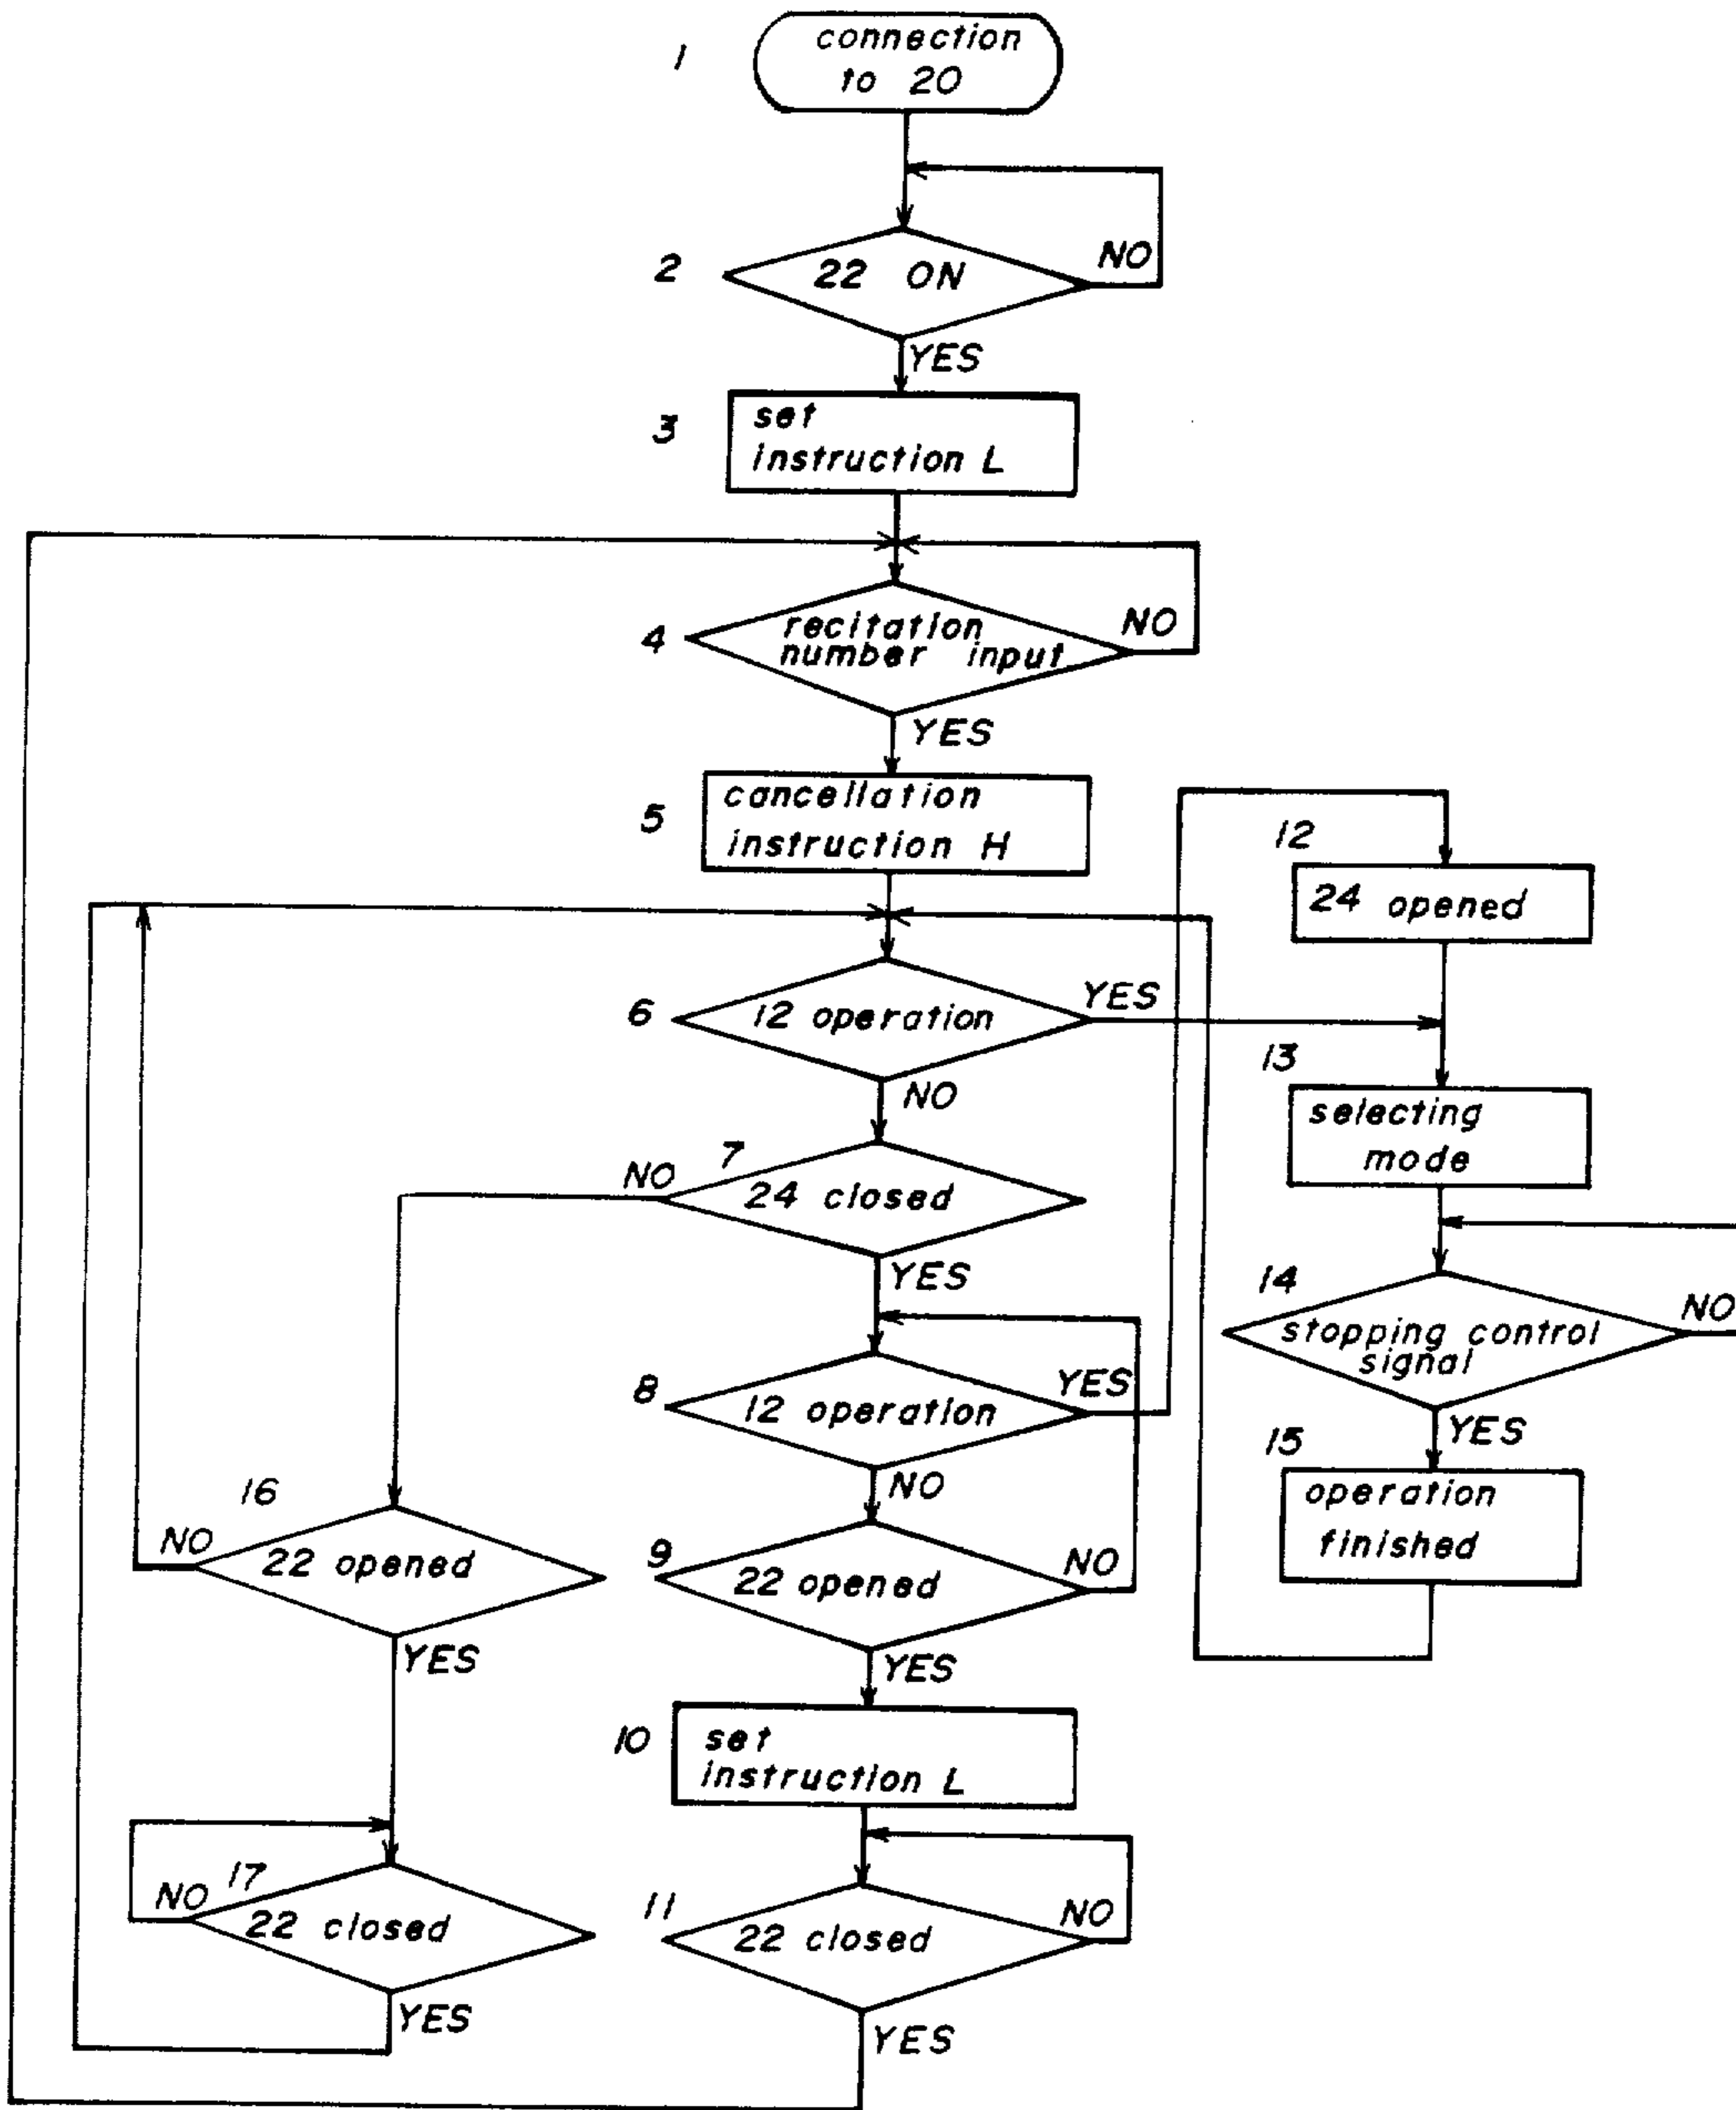 1
connection
to 20
2
22 ON
NO
YES
3
set
instruction L
4
recitation
number input
NO
YES
5
cancellation
instruction H
12
24 opened
6
12 operation
YES
NO
13
selecting
mode
7
NO
24 closed
YES
14
stopping control
signal
NO
YES
8
12 operation
YES
NO
15
operation
finished
16
NO
22 opened
YES
9
22 opened
NO
YES
10
set
instruction L
17
NO
22 closed
YES
11
22 closed
NO
YES